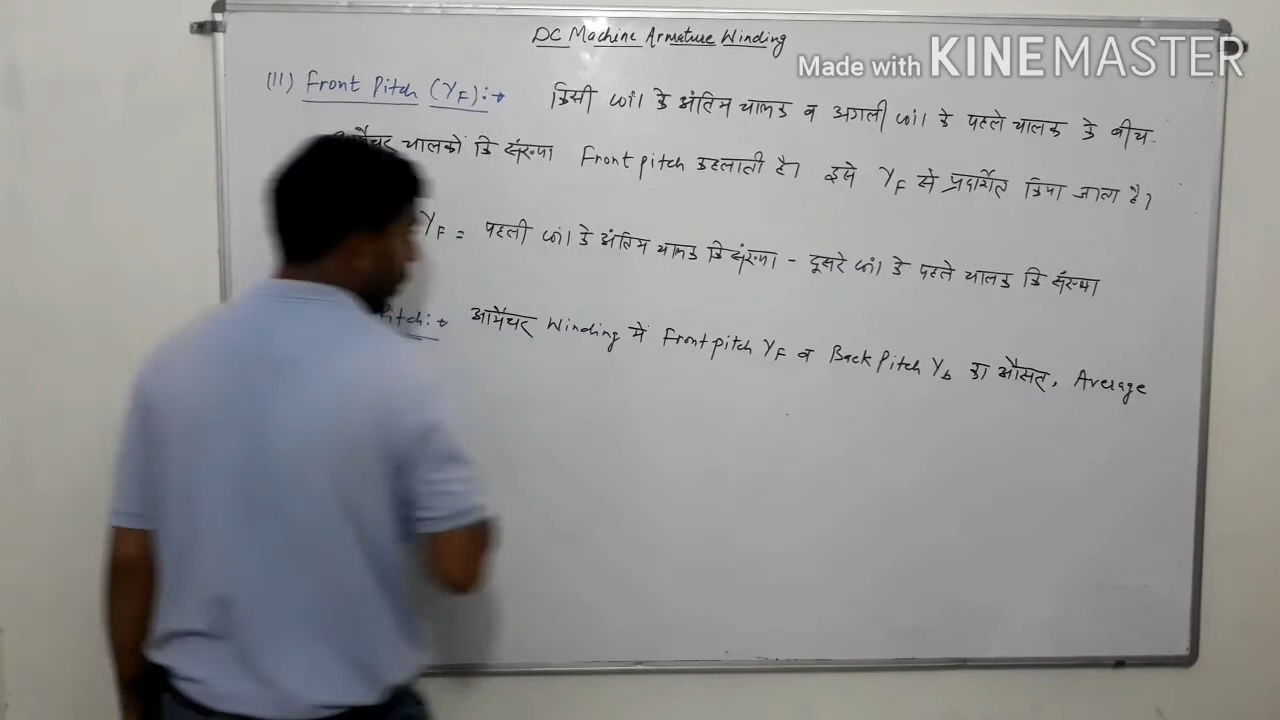 DC Machine Armature Winding
Made with KINEMASTER
(II) Front Pitch (YF):→ किसी coil के अंतिम चालक व अगली coil के पहले चालक के बीच
चालकों कि संख्या Front pitch कहलाती है। इसे YF से प्रदर्शित किया जाता है।
YF = पहली coil के अंतिम चालक कि संख्या - दूसरे coil के पहले चालक कि संख्या
Pitch:→ आर्मेचर Winding में Front pitch YF व Back Pitch Yb का औसत, Average